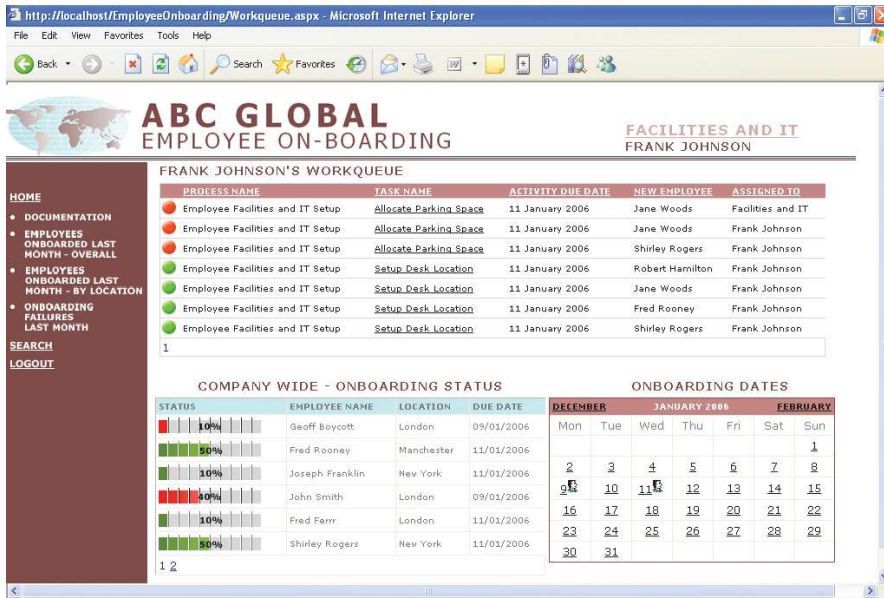 http://localhost/EmployeeOnboarding/Workqueue.aspx - Microsoft Internet Explorer
File Edit View Favorites Tools Help
Back Search Favorites
ABC GLOBAL
EMPLOYEE ON-BOARDING
FACILITIES AND IT
FRANK JOHNSON
HOME
DOCUMENTATION
EMPLOYEES
ONBOARDED LAST
MONTH - OVERALL
EMPLOYEES
ONBOARDED LAST
MONTH - BY LOCATION
ONBOARDING
FAILURES
LAST MONTH
SEARCH
LOGOUT
FRANK JOHNSON'S WORKQUEUE
PROCESS NAME TASK NAME ACTIVITY DUE DATE NEW EMPLOYEE ASSIGNED TO
Employee Facilities and IT Setup Allocate Parking Space 11 January 2006 Jane Woods Facilities and IT
Employee Facilities and IT Setup Allocate Parking Space 11 January 2006 Jane Woods Frank Johnson
Employee Facilities and IT Setup Allocate Parking Space 11 January 2006 Shirley Rogers Frank Johnson
Employee Facilities and IT Setup Setup Desk Location 11 January 2006 Robert Hamilton Frank Johnson
Employee Facilities and IT Setup Setup Desk Location 11 January 2006 Jane Woods Frank Johnson
Employee Facilities and IT Setup Setup Desk Location 11 January 2006 Fred Rooney Frank Johnson
Employee Facilities and IT Setup Setup Desk Location 11 January 2006 Shirley Rogers Frank Johnson
1
COMPANY WIDE - ONBOARDING STATUS
STATUS EMPLOYEE NAME LOCATION DUE DATE
10% Geoff Boycott London 09/01/2006
50% Fred Rooney Manchester 11/01/2006
10% Joseph Franklin New York 11/01/2006
40% John Smith London 09/01/2006
10% Fred Ferrr London 11/01/2006
50% Shirley Rogers New York 11/01/2006
1 2
ONBOARDING DATES
DECEMBER JANUARY 2006 FEBRUARY
Mon Tue Wed Thu Fri Sat Sun
1
2 3 4 5 6 7 8
9 10 11 12 13 14 15
16 17 18 19 20 21 22
23 24 25 26 27 28 29
30 31